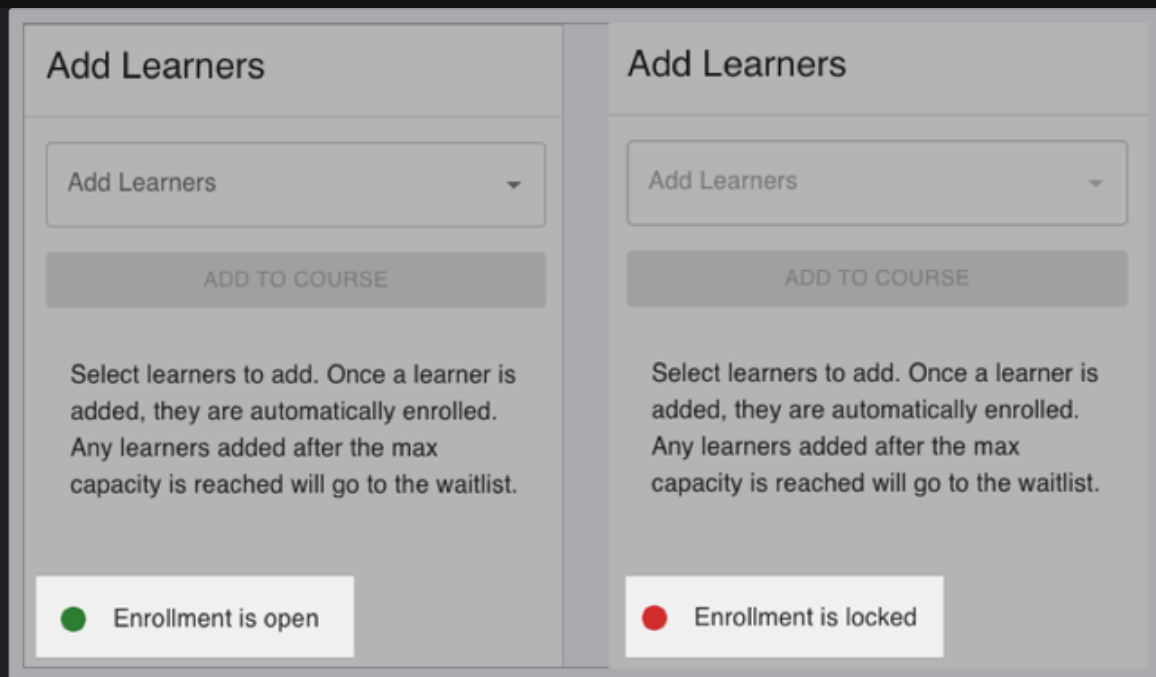 Add Learners
Add Learners
ADD TO COURSE
Select learners to add. Once a learner is
added, they are automatically enrolled.
Any learners added after the max
capacity is reached will go to the waitlist.
Enrollment is open
Add Learners
Add Learners
ADD TO COURSE
Select learners to add. Once a learner is
added, they are automatically enrolled.
Any learners added after the max
capacity is reached will go to the waitlist.
Enrollment is locked